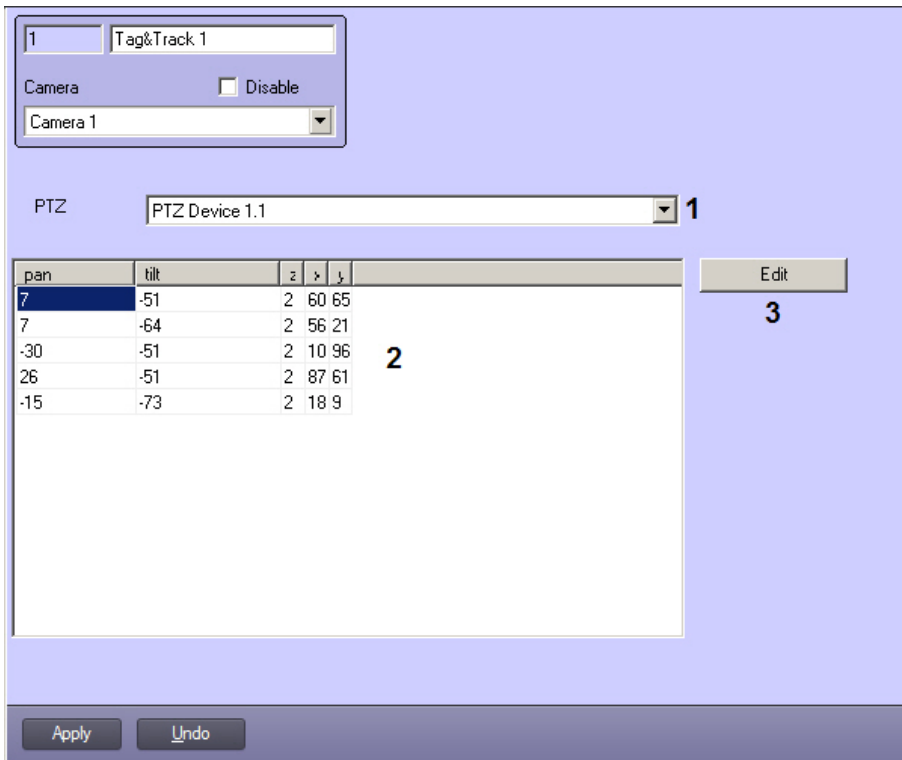 1 Tag&Track 1
Camera Disable
Camera 1
PTZ PTZ Device 1.1 1
pan tilt z x y Edit
7 -51 2 60 65 3
7 -64 2 56 21
-30 -51 2 10 96 2
26 -51 2 87 61
-15 -73 2 18 9
Apply Undo